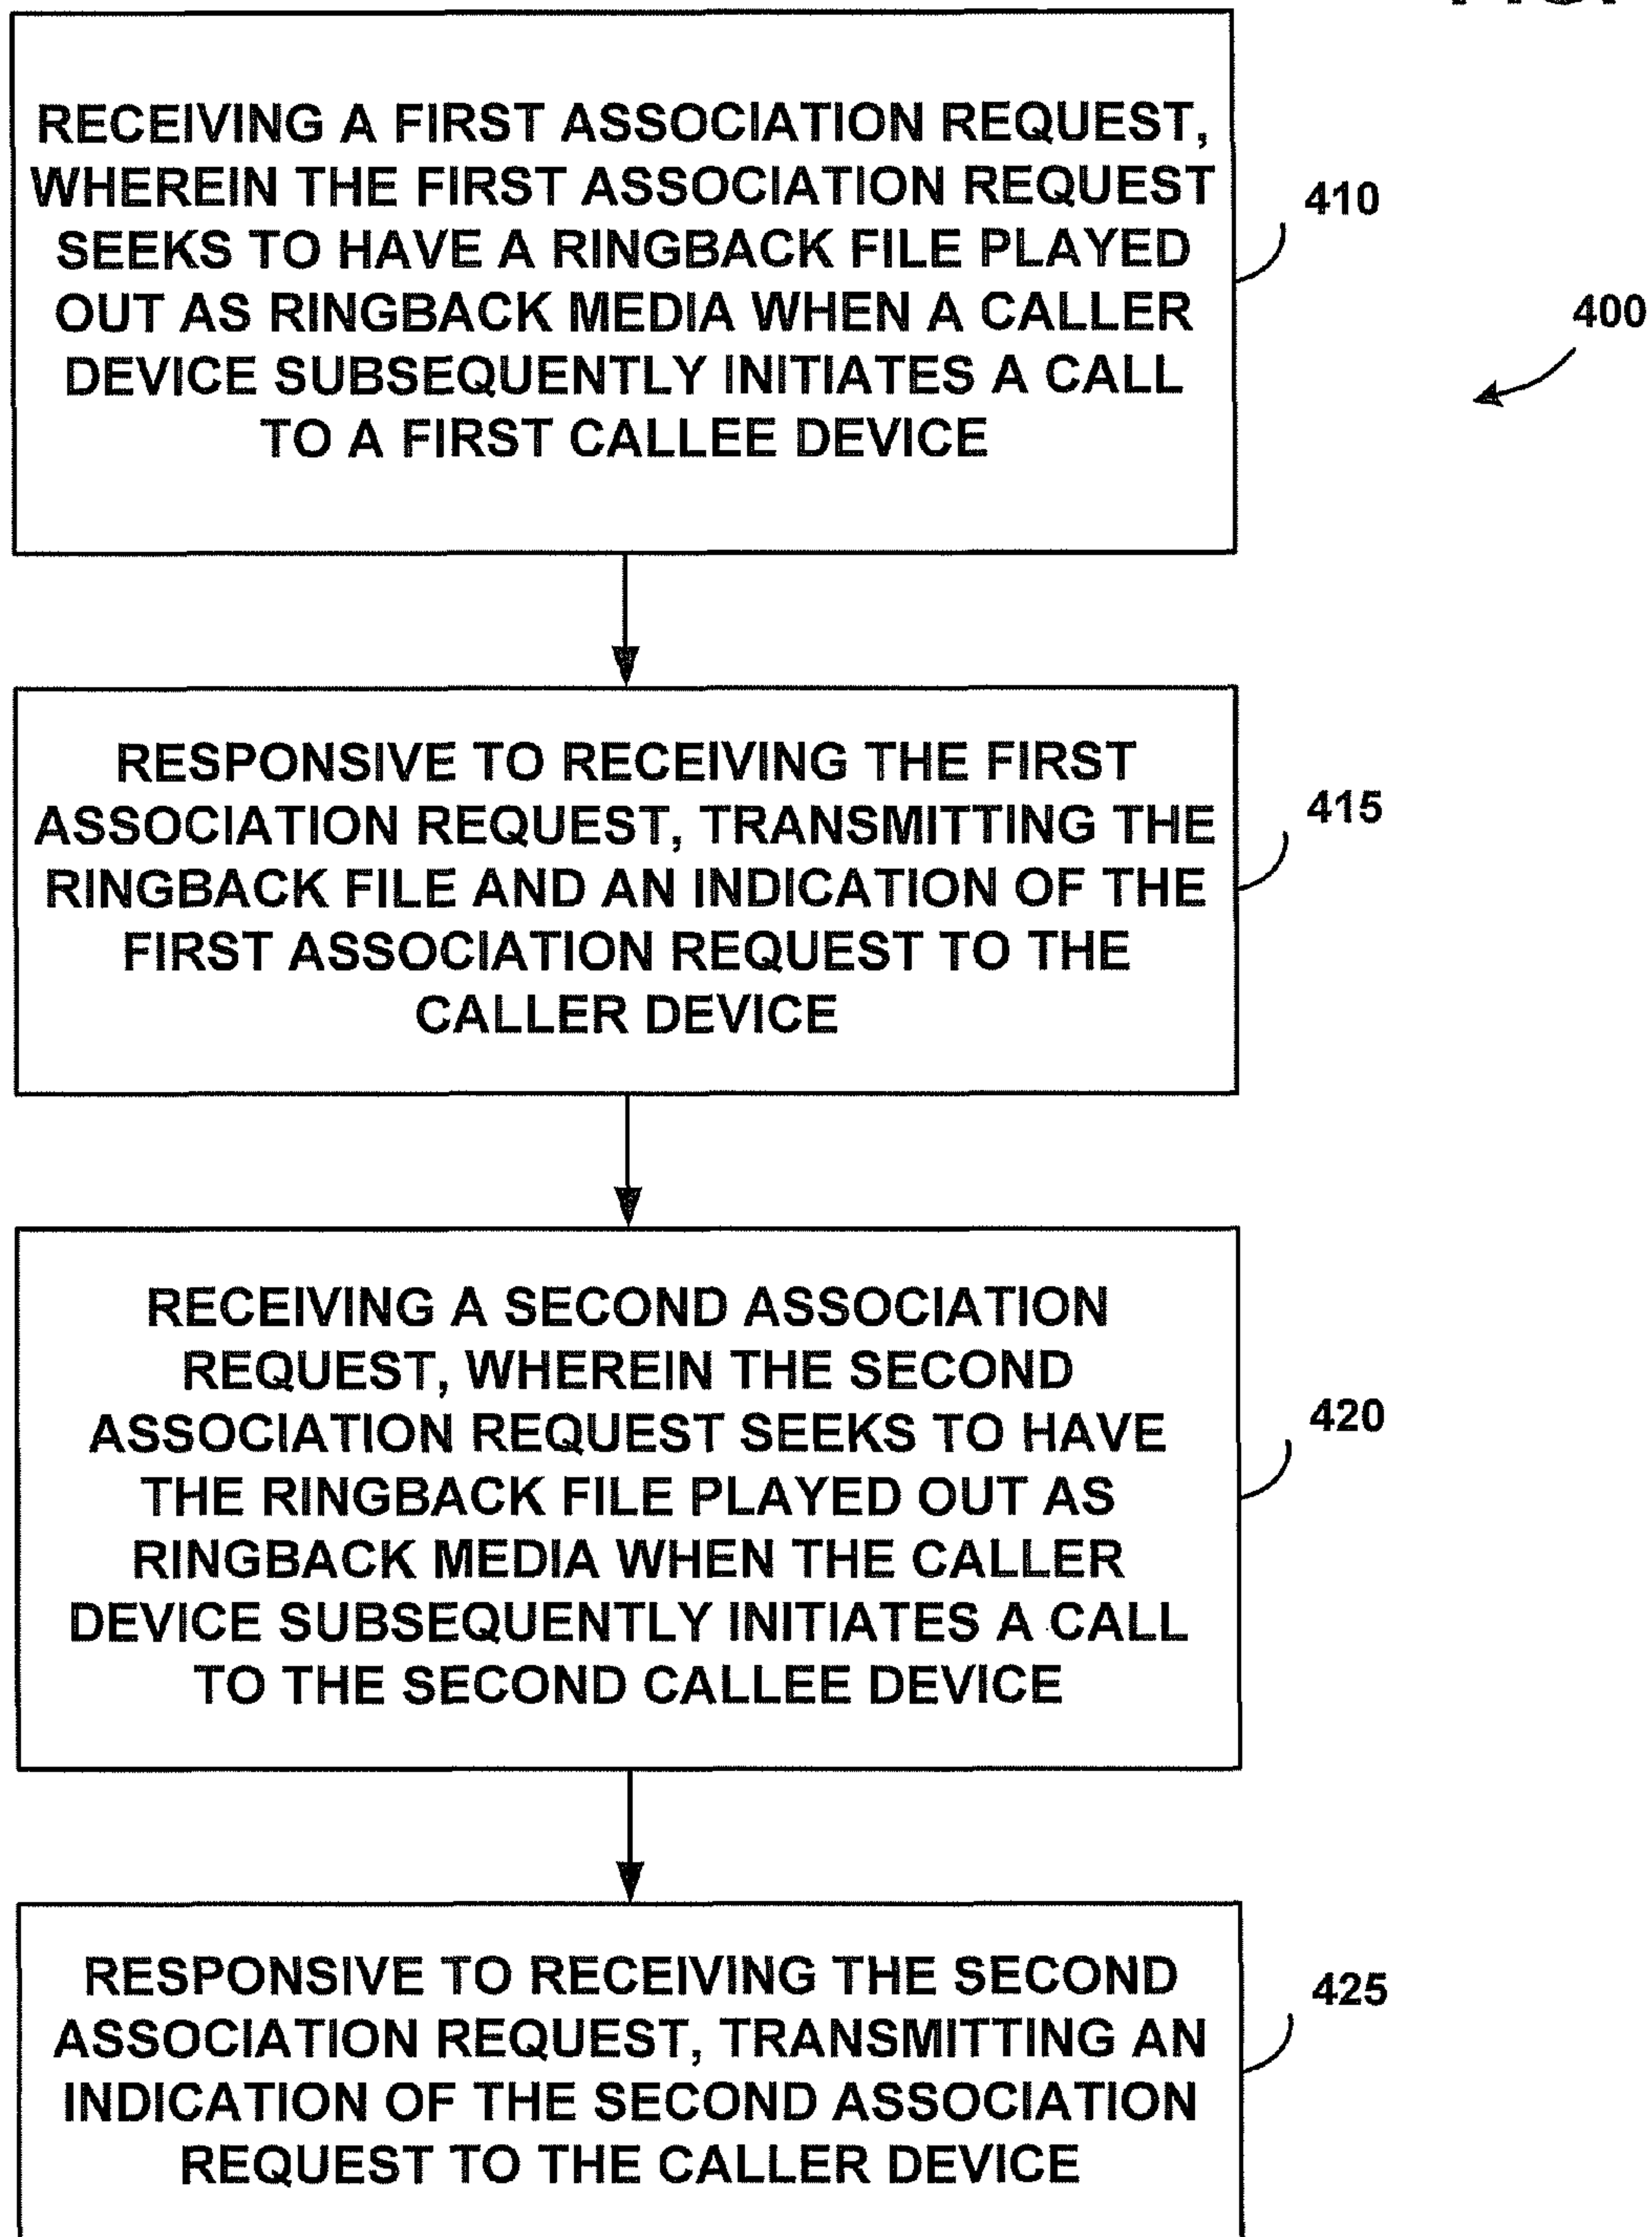 RECEIVING A FIRST ASSOCIATION REQUEST,
WHEREIN THE FIRST ASSOCIATION REQUEST
SEEKS TO HAVE A RINGBACK FILE PLAYED
OUT AS RINGBACK MEDIA WHEN A CALLER
DEVICE SUBSEQUENTLY INITIATES A CALL
TO A FIRST CALLEE DEVICE
410
400
RESPONSIVE TO RECEIVING THE FIRST
ASSOCIATION REQUEST, TRANSMITTING THE
RINGBACK FILE AND AN INDICATION OF THE
FIRST ASSOCIATION REQUEST TO THE
CALLER DEVICE
415
RECEIVING A SECOND ASSOCIATION
REQUEST, WHEREIN THE SECOND
ASSOCIATION REQUEST SEEKS TO HAVE
THE RINGBACK FILE PLAYED OUT AS
RINGBACK MEDIA WHEN THE CALLER
DEVICE SUBSEQUENTLY INITIATES A CALL
TO THE SECOND CALLEE DEVICE
420
RESPONSIVE TO RECEIVING THE SECOND
ASSOCIATION REQUEST, TRANSMITTING AN
INDICATION OF THE SECOND ASSOCIATION
REQUEST TO THE CALLER DEVICE
425